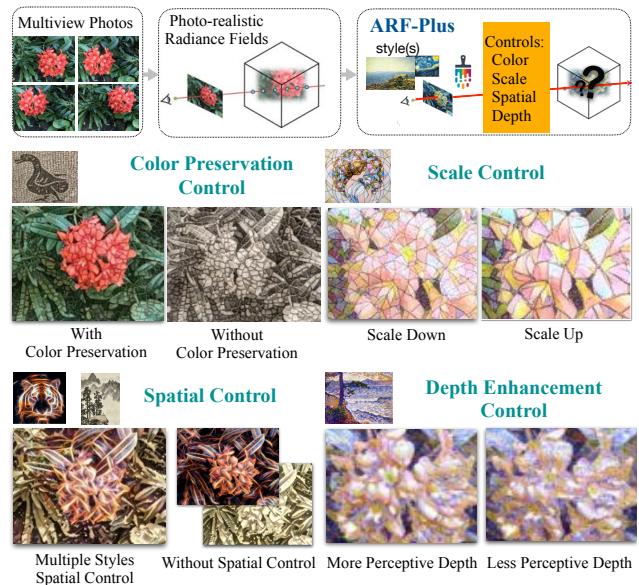 Multiview Photos
Photo-realistic
Radiance Fields
ARF-Plus
style(s)
Controls:
Color
Scale
Spatial
Depth
??
Color Preservation
Control
Scale Control
With
Color Preservation
Without
Color Preservation
Scale Down
Scale Up
Spatial Control
Depth Enhancement
Control
Multiple Styles
Spatial Control
Without Spatial Control
More Perceptive Depth
Less Perceptive Depth